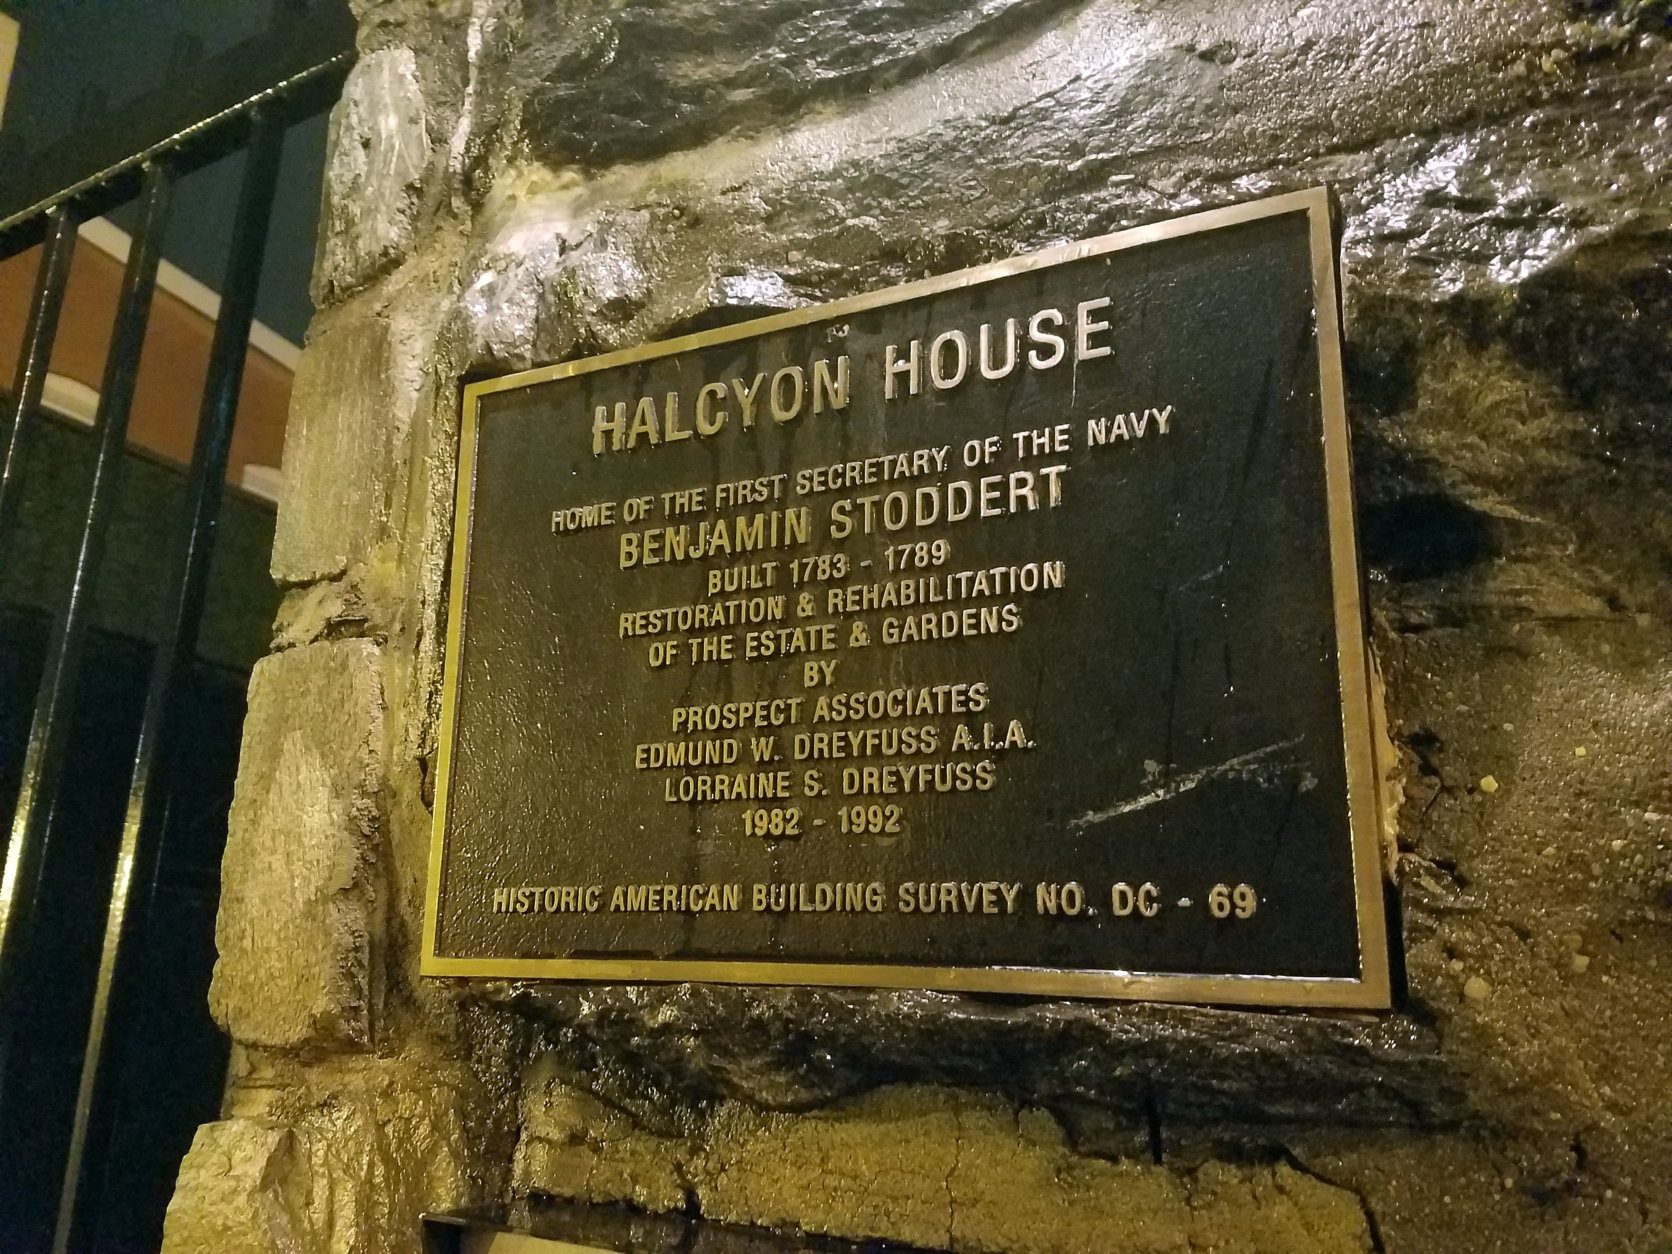 HALCYON HOUSE
HOME OF THE FIRST SECRETARY OF THE NAVY
BENJAMIN STODDERT
BUILT 1783 - 1789
RESTORATION & REHABILITATION
OF THE ESTATE & GARDENS
BY
PROSPECT ASSOCIATES
EDMUND W. DREYFUSS A.I.A.
LORRAINE S. DREYFUSS
1982 - 1992
HISTORIC AMERICAN BUILDING SURVEY NO. DC - 69